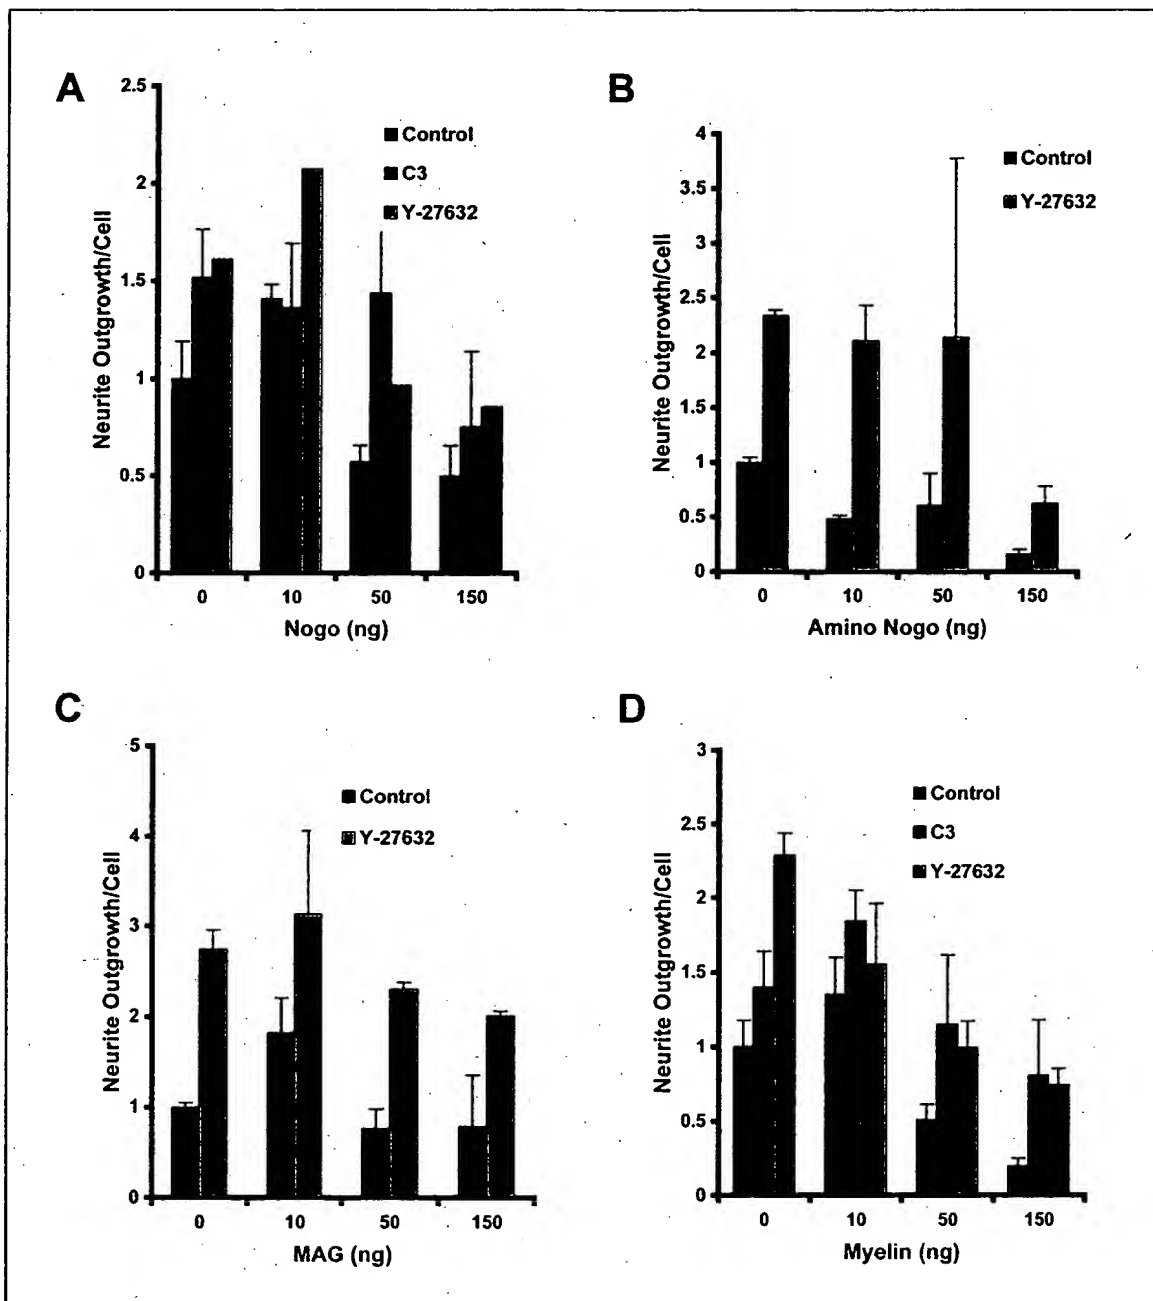 A
2.5
2
1.5
1
0.5
0
Neurite Outgrowth/Cell
Control
C3
Y-27632
0 10 50 150
Nogo (ng)
B
4
3.5
3
2.5
2
1.5
1
0.5
0
Neurite Outgrowth/Cell
Control
Y-27632
0 10 50 150
Amino Nogo (ng)
C
5
4
3
2
1
0
Neurite Outgrowth/Cell
Control
Y-27632
0 10 50 150
MAG (ng)
D
3
2.5
2
1.5
1
0.5
0
Neurite Outgrowth/Cell
Control
C3
Y-27632
0 10 50 150
Myelin (ng)